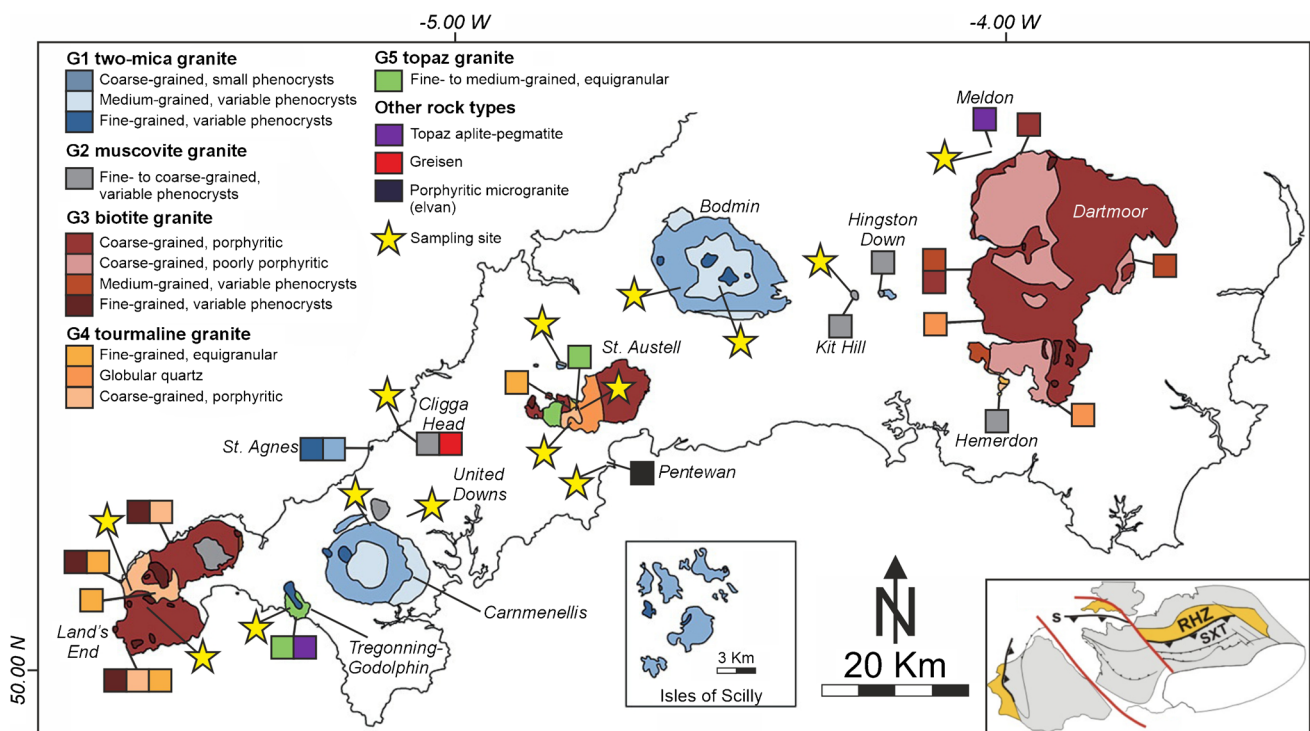 -5.00 W
-4.00 W
50.00 N
G1 two-mica granite
Coarse-grained, small phenocrysts
Medium-grained, variable phenocrysts
Fine-grained, variable phenocrysts
G2 muscovite granite
Fine- to coarse-grained,
variable phenocrysts
G3 biotite granite
Coarse-grained, porphyritic
Coarse-grained, poorly porphyritic
Medium-grained, variable phenocrysts
Fine-grained, variable phenocrysts
G4 tourmaline granite
Fine-grained, equigranular
Globular quartz
Coarse-grained, porphyritic
G5 topaz granite
Fine- to medium-grained, equigranular
Other rock types
Topaz aplite-pegmatite
Greisen
Porphyritic microgranite
(elvan)
Sampling site
Meldon
Dartmoor
Bodmin
Hingston
Down
Kit Hill
Hemerdon
St. Austell
Cligga
Head
St. Agnes
United
Downs
Pentewan
Carnmenellis
Land's
End
Tregonning-
Godolphin
3 Km
Isles of Scilly
N
20 Km
S
RHZ
SXT